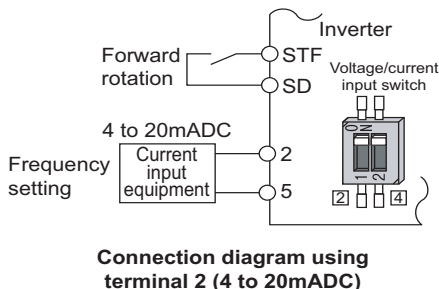 Inverter
Forward
rotation
STF
SD
Voltage/current
input switch
4 to 20mADC
Frequency
setting
Current
input
equipment
2
5
ON
1 2
2
4
Connection diagram using
terminal 2 (4 to 20mADC)